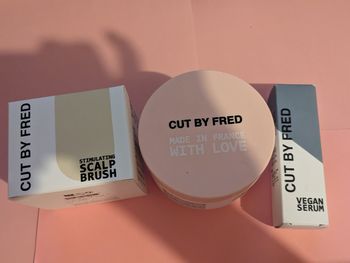 CUT BY FRED
STIMULATING
SCALP
BRUSH
CUT BY FRED
MADE IN FRANCE
WITH LOVE
CUT BY FRED
VEGAN
SERUM